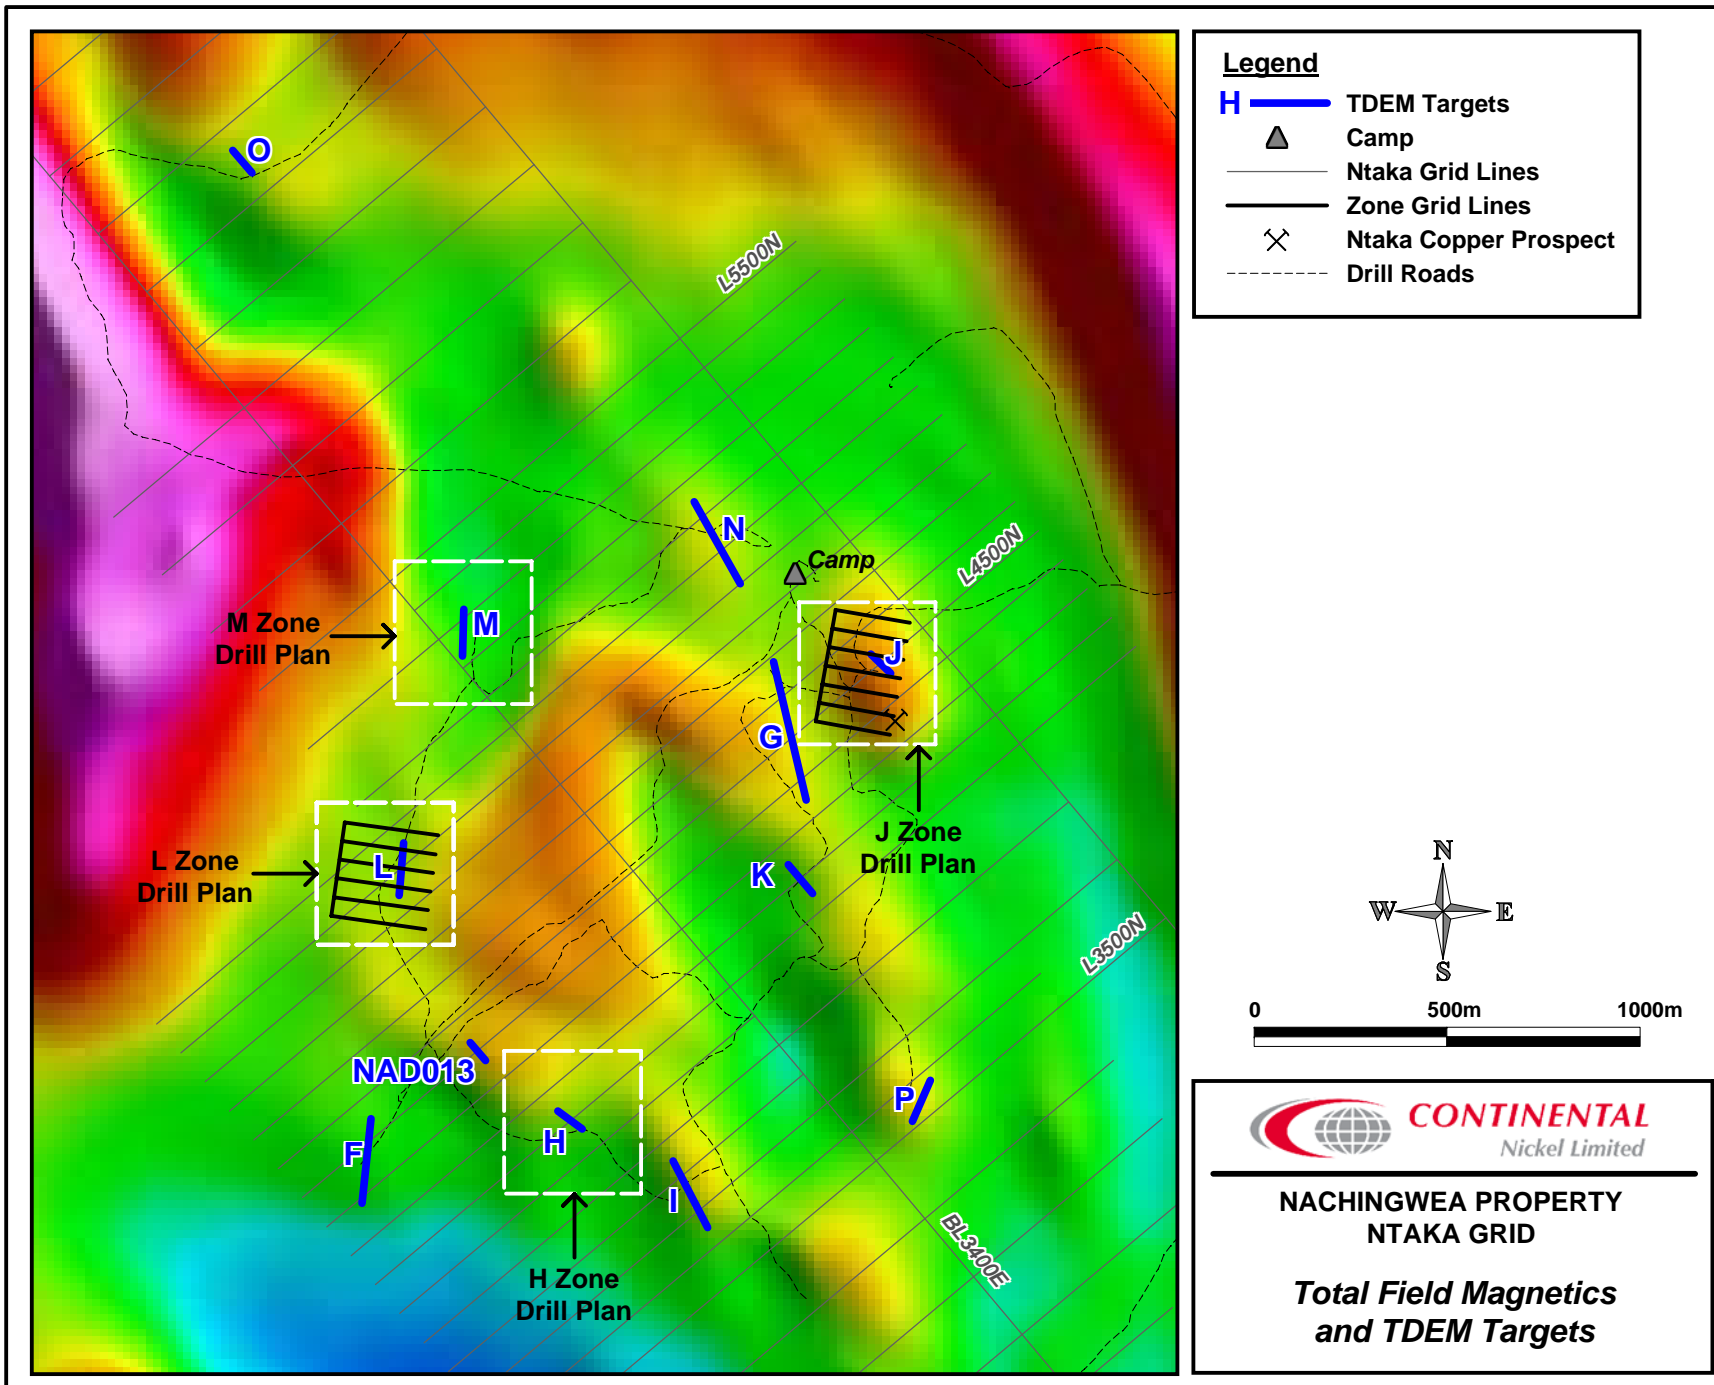 Legend
H TDEM Targets
Camp
Ntaka Grid Lines
Zone Grid Lines
Ntaka Copper Prospect
Drill Roads
O
L5500N
N
Camp
L4500N
M Zone
Drill Plan
M
J
G
J Zone
Drill Plan
L Zone
Drill Plan
L
K
L3500N
NAD013
P
F
H
I
BL3400E
H Zone
Drill Plan
N
W E
S
0 500m 1000m
CONTINENTAL
Nickel Limited
NACHINGWEA PROPERTY
NTAKA GRID
Total Field Magnetics
and TDEM Targets